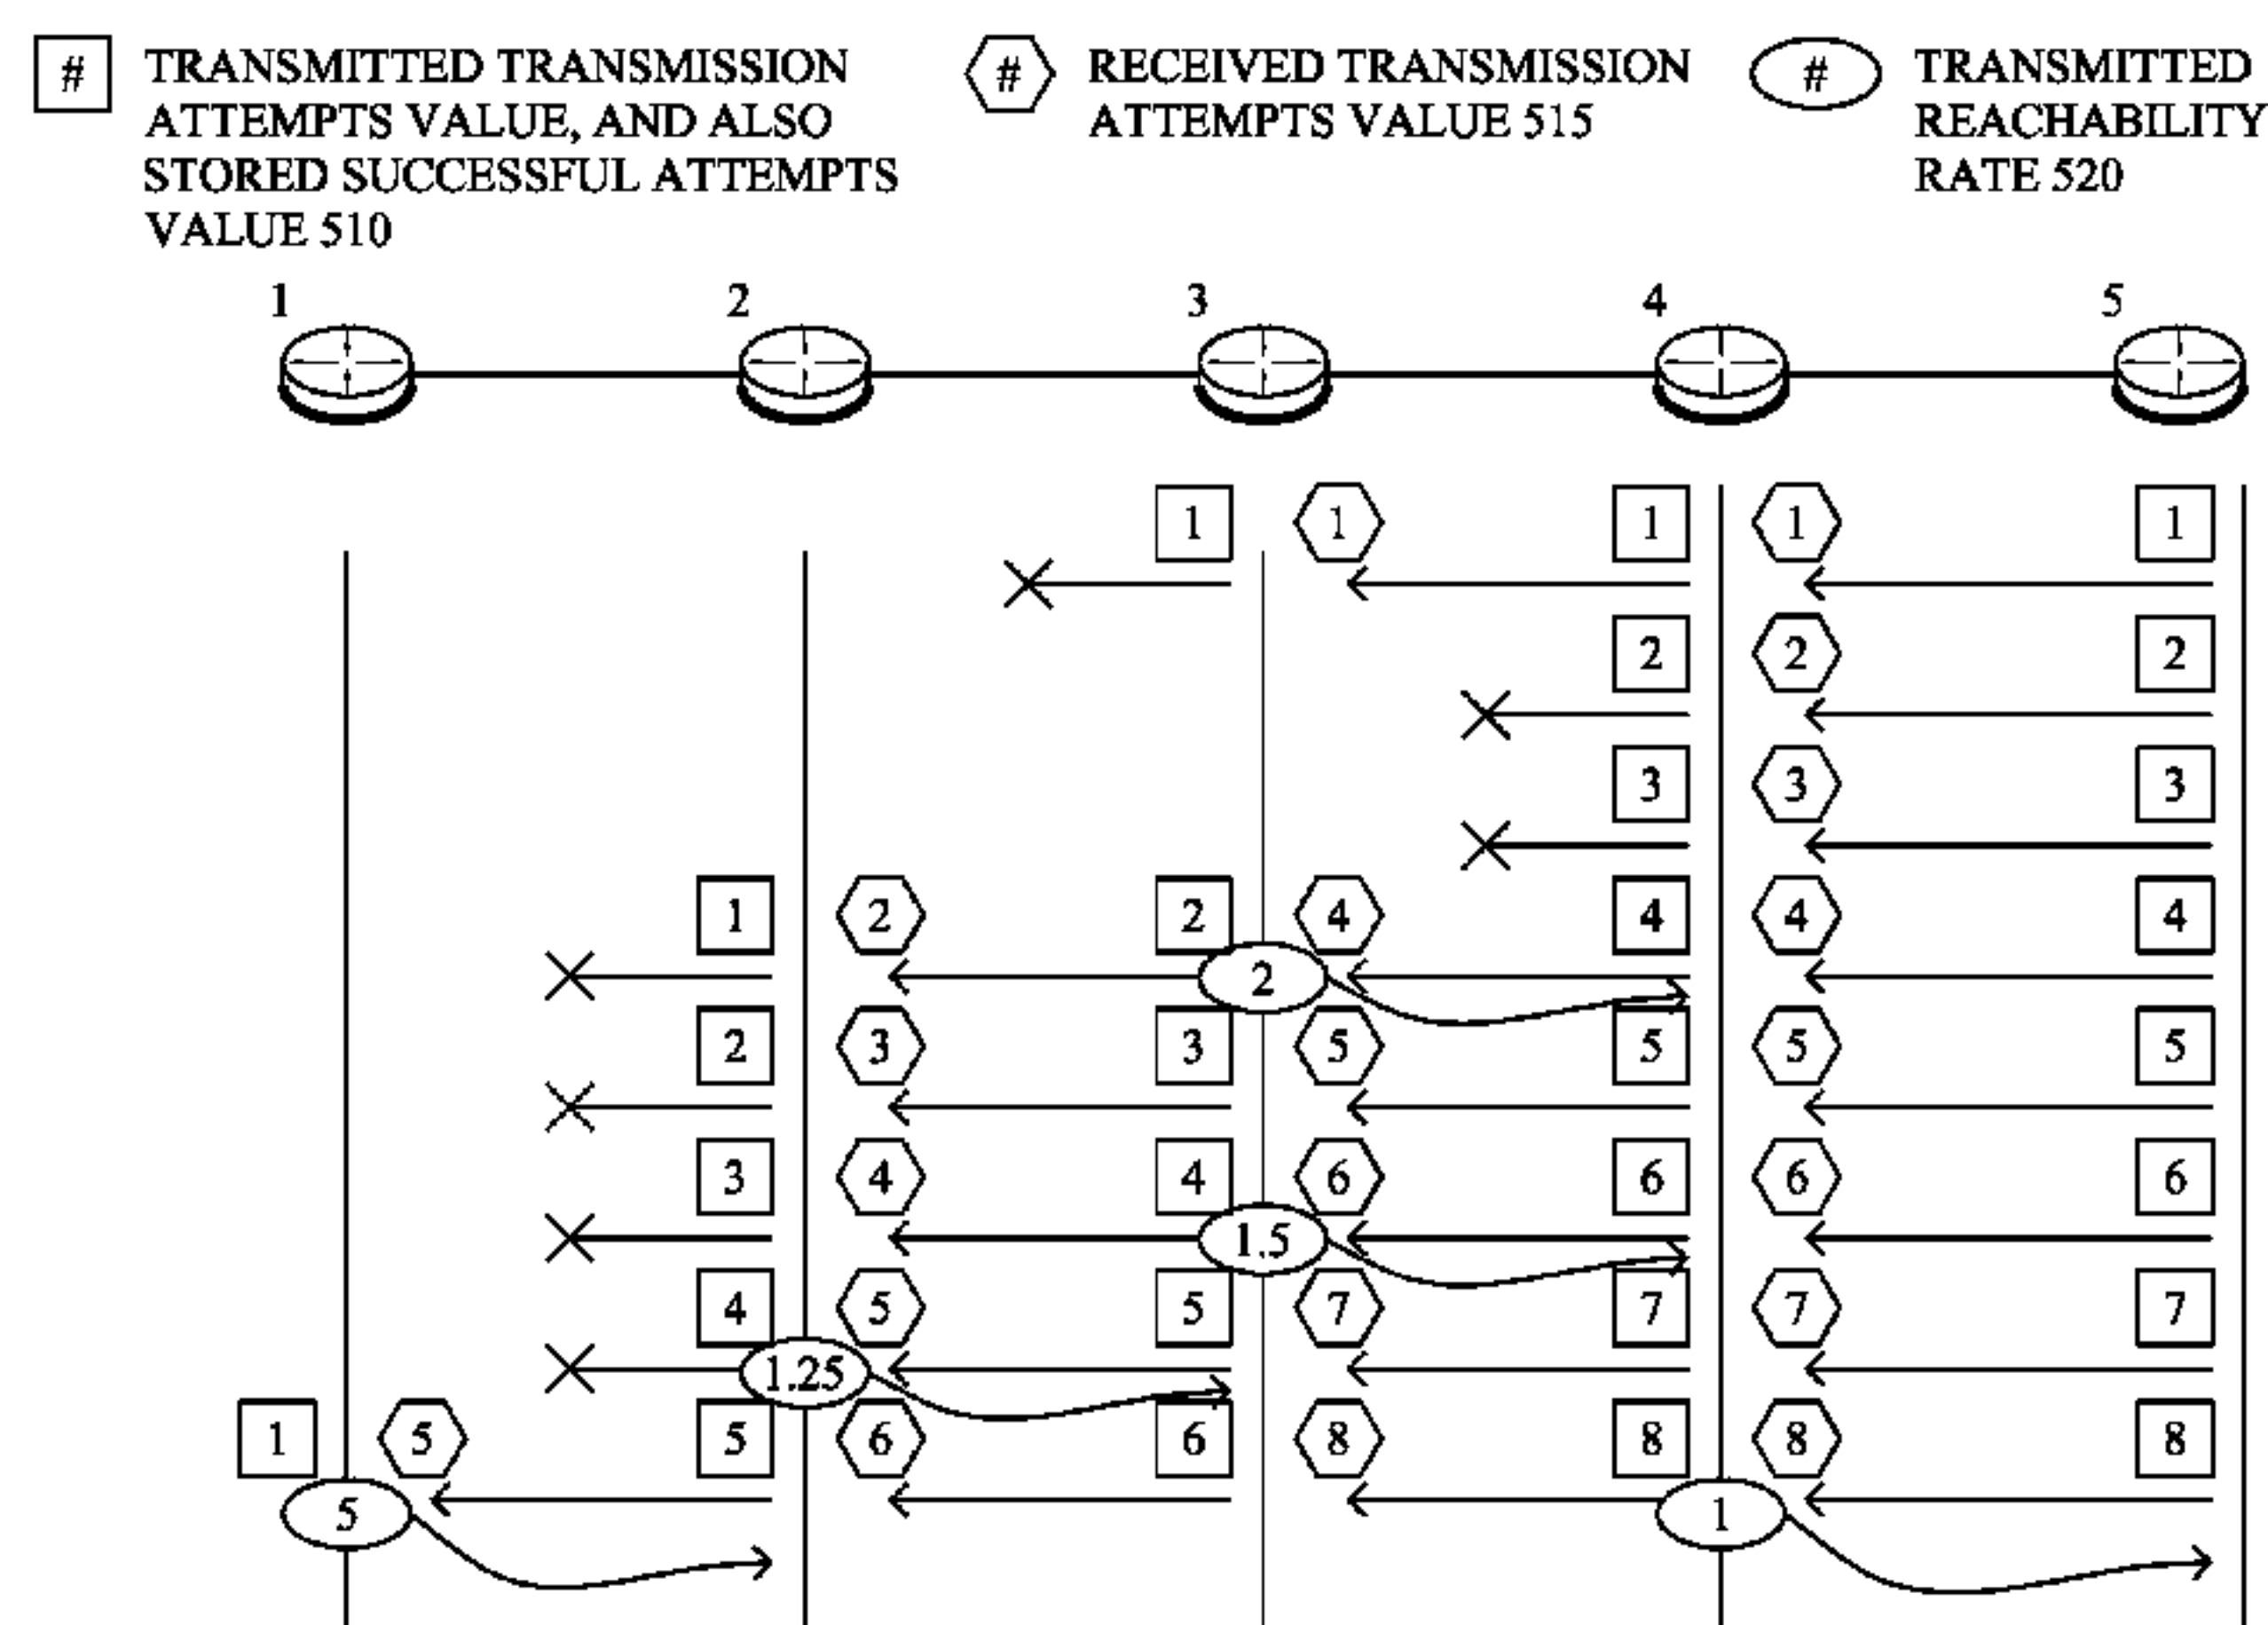 # TRANSMITTED TRANSMISSION
ATTEMPTS VALUE, AND ALSO
STORED SUCCESSFUL ATTEMPTS
VALUE 510
# RECEIVED TRANSMISSION
ATTEMPTS VALUE 515
# TRANSMITTED
REACHABILITY
RATE 520
1 2 3 4 5
1 1 1 1 1
2 2 2
3 3 3
1 2 2 4 4 4 4
2
2 3 3 5 5 5 5
3 4 4 6 6 6 6
1.5
4 5 5 7 7 7 7
1.25
1 5 5 6 6 8 8 8 8
5 1